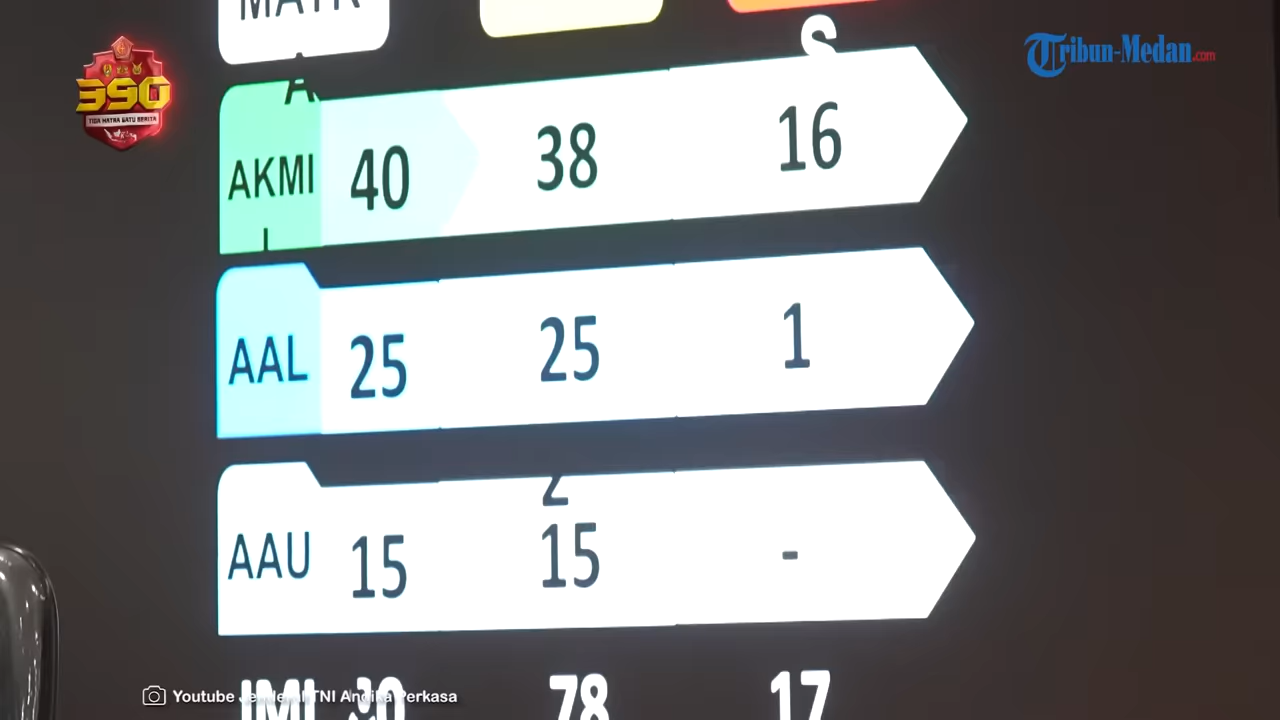 390
TIGA MATRA SATU BERITA
Tribun-Medan.com
S
A
AKMI 40 38 16
L
AAL 25 25 1
2
AAU 15 15 -
78 17
Youtube Jenderal TNI Andika Perkasa